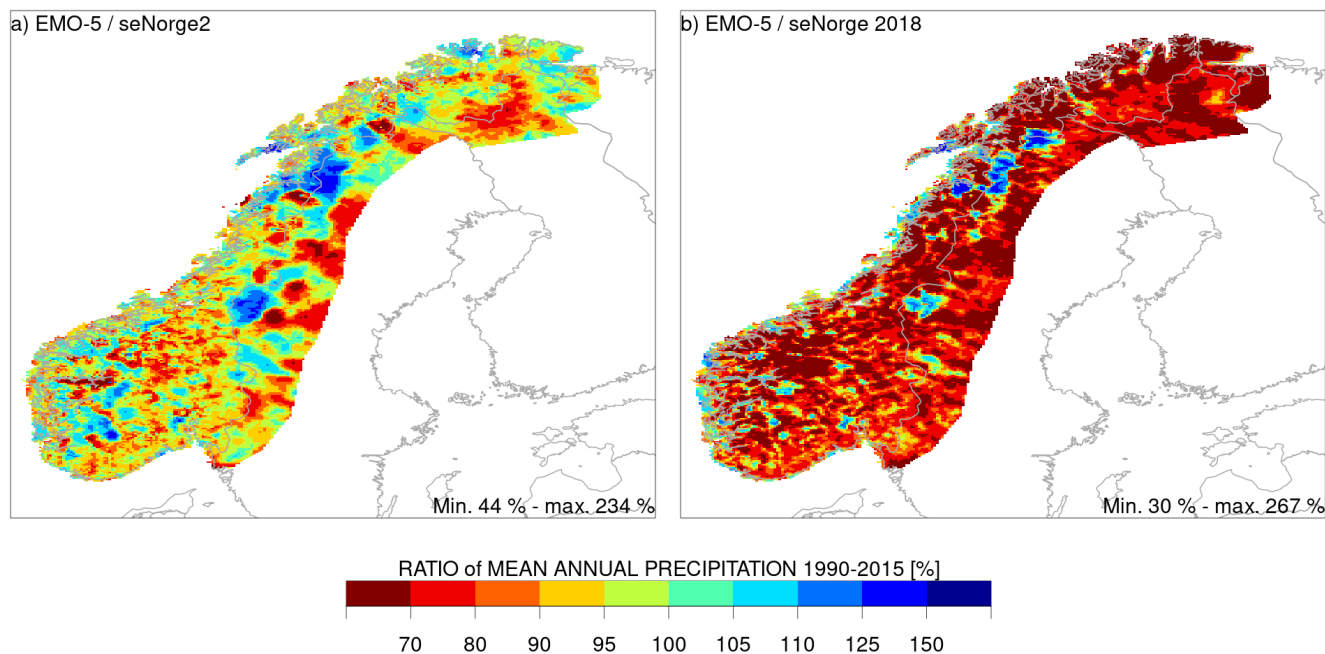 a) EMO-5 / seNorge2
b) EMO-5 / seNorge 2018
Min. 44 % - max. 234 %
Min. 30 % - max. 267 %
RATIO of MEAN ANNUAL PRECIPITATION 1990-2015 [%]
70 80 90 95 100 105 110 125 150